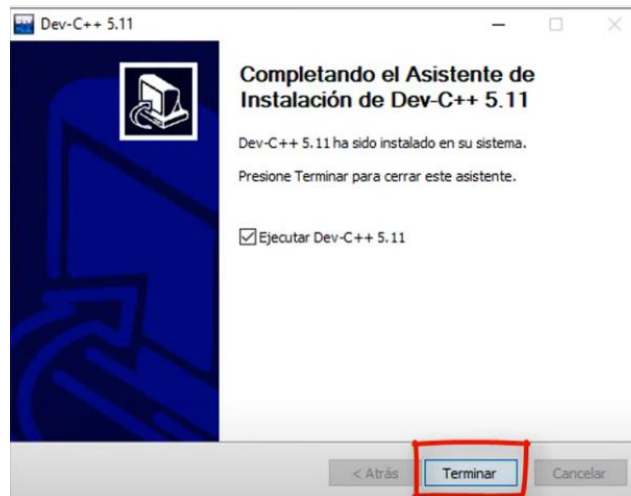 Dev-C++ 5.11
Completando el Asistente de
Instalación de Dev-C++ 5.11
Dev-C++ 5.11 ha sido instalado en su sistema.
Presione Terminar para cerrar este asistente.
Ejecutar Dev-C++ 5.11
< Atrás Terminar Cancelar